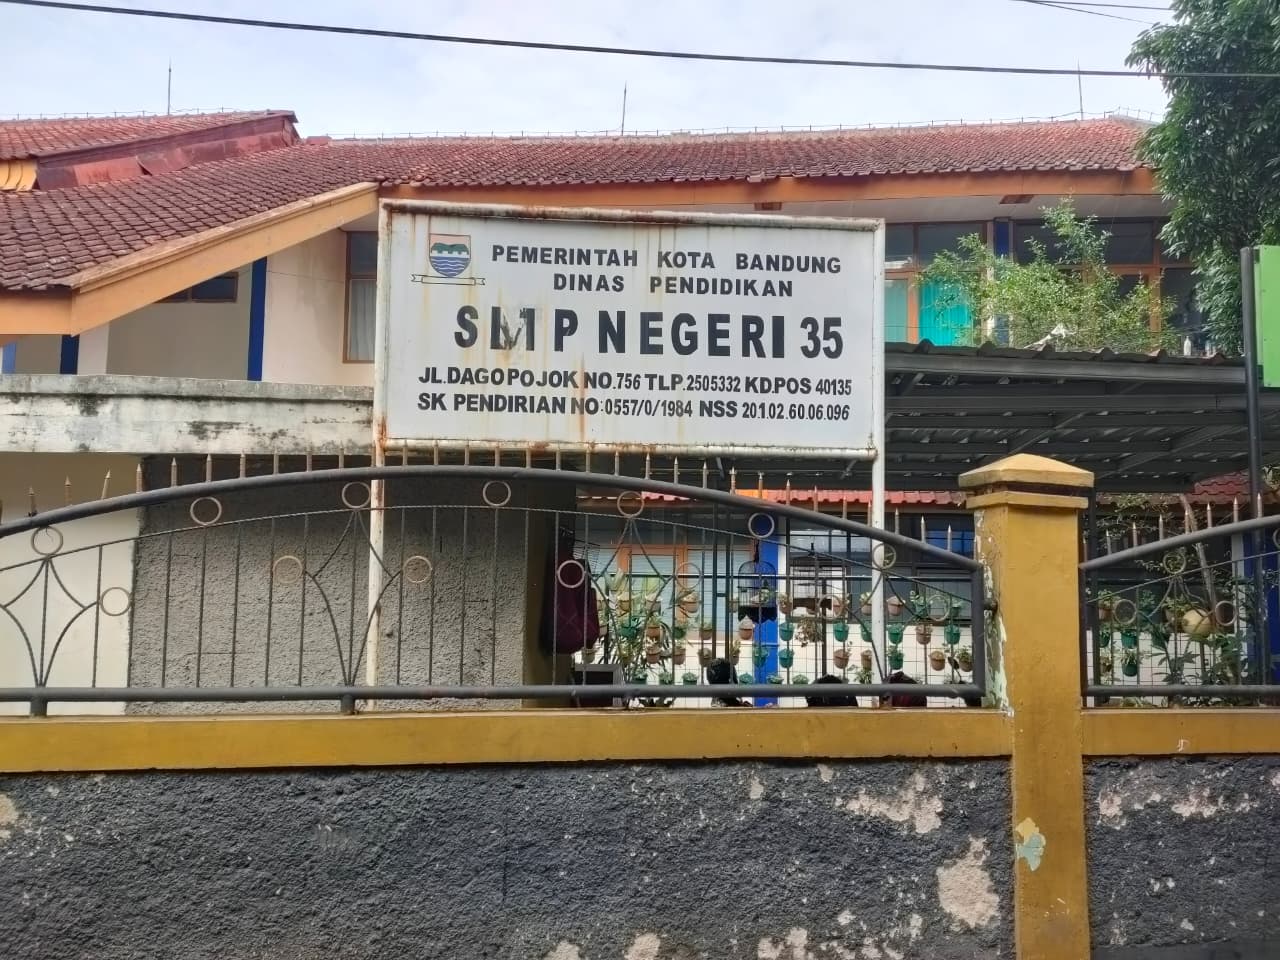 PEMERINTAH KOTA BANDUNG
DINAS PENDIDIKAN
SMP NEGERI 35
JL.DAGO POJOK NO.756 TLP.2505332 KD.POS 40135
SK PENDIRIAN NO:0557/0/1984 NSS 201.02.60.06.096